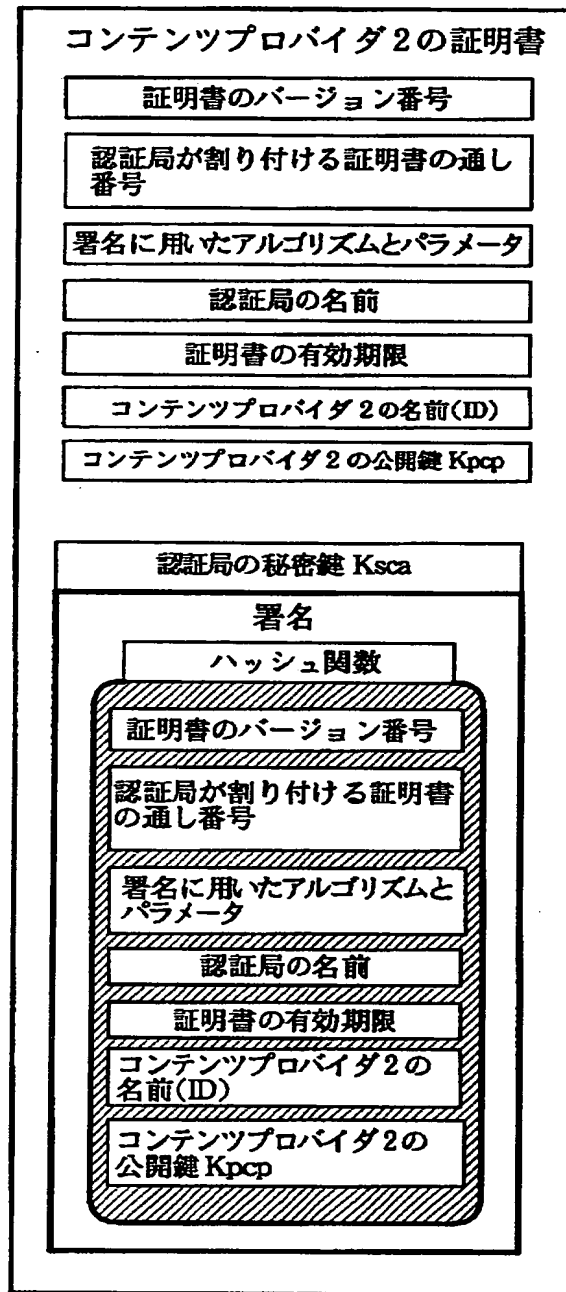 コンテンツプロバイダ2の証明書
証明書のバージョン番号
認証局が割り付ける証明書の通し
番号
署名に用いたアルゴリズムとパラメータ
認証局の名前
証明書の有効期限
コンテンツプロバイダ2の名前(ID)
コンテンツプロバイダ2の公開鍵 Kpcp
認証局の秘密鍵 Ksca
署名
ハッシュ関数
証明書のバージョン番号
認証局が割り付ける証明書
の通し番号
署名に用いたアルゴリズムと
パラメータ
認証局の名前
証明書の有効期限
コンテンツプロバイダ2の
名前(ID)
コンテンツプロバイダ2の
公開鍵 Kpcp